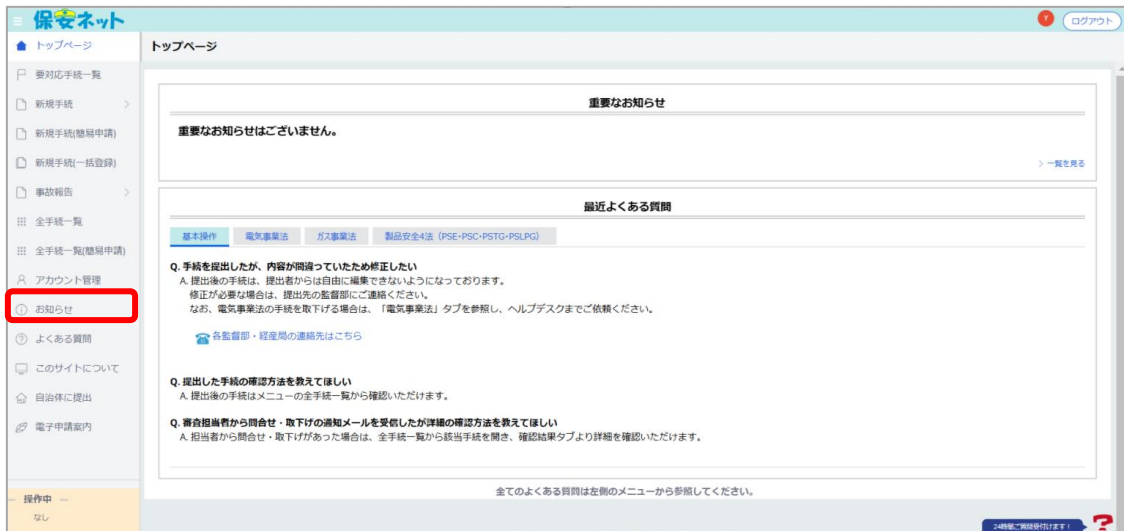 保安ネット
Y
ログアウト
トップページ
トップページ
要対応手続一覧
新規手続
新規手続(簡易申請)
新規手続(一括登録)
事故報告
全手続一覧
全手続一覧(簡易申請)
アカウント管理
お知らせ
よくある質問
このサイトについて
自治体に提出
電子申請案内
操作中
なし
重要なお知らせ
重要なお知らせはございません。
一覧を見る
最近よくある質問
基本操作 電気事業法 ガス事業法 製品安全4法（PSE・PSC・PSTG・PSLPG）
Q. 手続を提出したが、内容が間違っていたため修正したい
A. 提出後の手続は、提出者からは自由に編集できないようになっております。
修正が必要な場合は、提出先の監督部にご連絡ください。
なお、電気事業法の手続を取下げる場合は、「電気事業法」タブを参照し、ヘルプデスクまでご依頼ください。
各監督部・経産局の連絡先はこちら
Q. 提出した手続の確認方法を教えてほしい
A. 提出後の手続はメニューの全手続一覧から確認いただけます。
Q. 審査担当者から問合せ・取下げの通知メールを受信したが詳細の確認方法を教えてほしい
A. 担当者から問合せ・取下げがあった場合は、全手続一覧から該当手続を開き、確認結果タブより詳細を確認いただけます。
全てのよくある質問は左側のメニューから参照してください。
24時間ご質問受付けます！
?